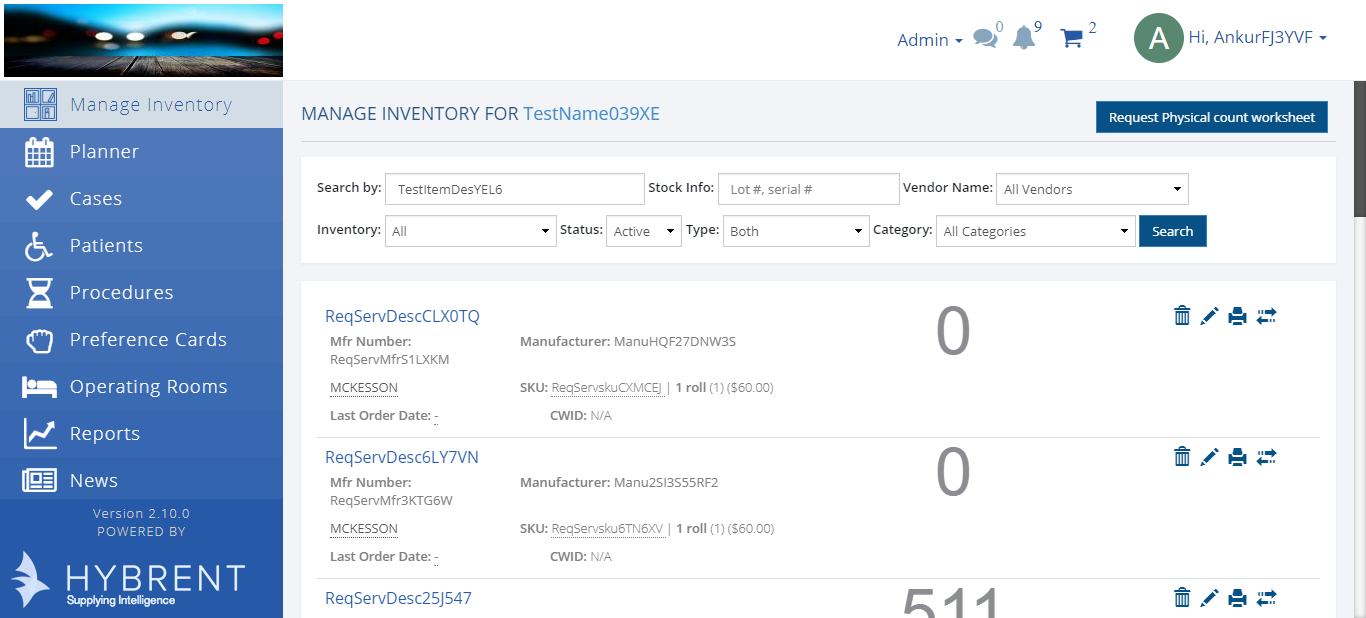 Admin
0
9
2
A
Hi, AnkurFJ3YVF
Manage Inventory
Planner
Cases
Patients
Procedures
Preference Cards
Operating Rooms
Reports
News
Version 2.10.0
POWERED BY
HYBRENT
Supplying Intelligence
MANAGE INVENTORY FOR TestName039XE
Request Physical count worksheet
Search by: TestItemDesYEL6 Stock Info: Lot #, serial # Vendor Name: All Vendors
Inventory: All Status: Active Type: Both Category: All Categories Search
ReqServDescCLX0TQ
0
Mfr Number: Manufacturer: ManuHQF27DNW3S
ReqServMfrS1LXKM
MCKESSON SKU: ReqServskuCXMCEJ | 1 roll (1) ($60.00)
Last Order Date: - CWID: N/A
ReqServDesc6LY7VN
0
Mfr Number: Manufacturer: Manu2SI3S55RF2
ReqServMfr3KTG6W
MCKESSON SKU: ReqServsku6TN6XV | 1 roll (1) ($60.00)
Last Order Date: - CWID: N/A
ReqServDesc25J547
511